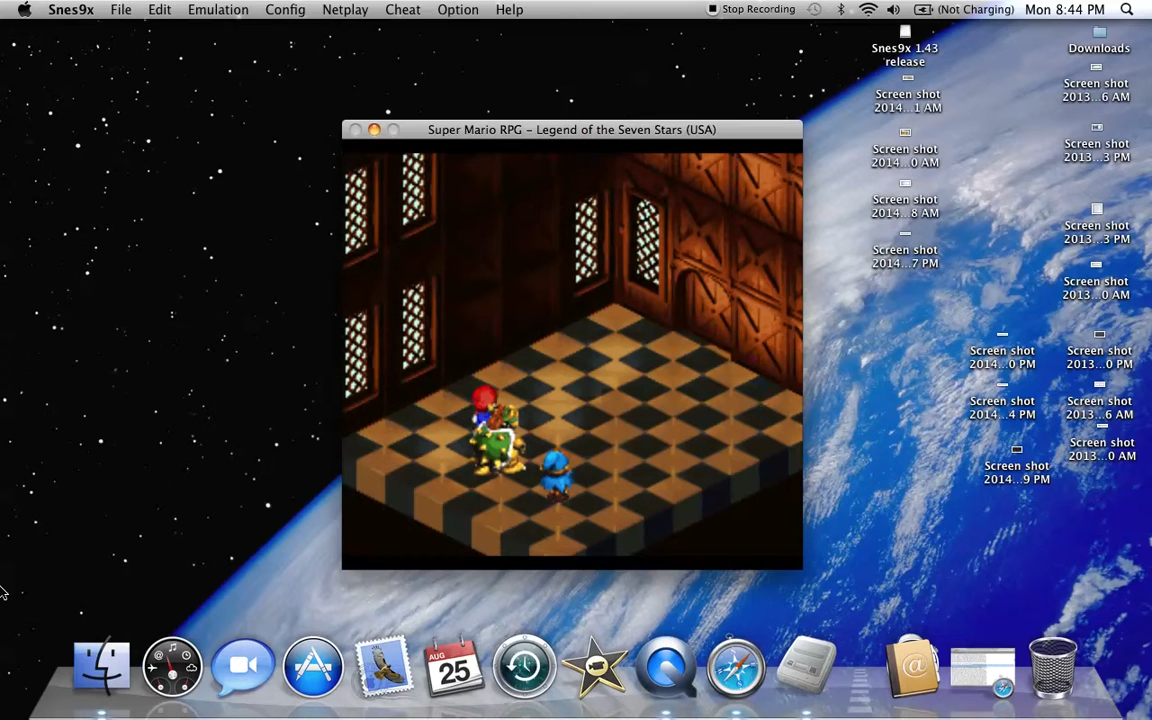 Snes9x File Edit Emulation Config Netplay Cheat Option Help Stop Recording (Not Charging) Mon 8:44 PM
Snes9x 1.43
release
Downloads
Screen shot
2014...1 AM
Screen shot
2013...6 AM
Screen shot
2014...0 AM
Screen shot
2013...3 PM
Screen shot
2014...8 AM
Screen shot
2013...3 PM
Screen shot
2014...7 PM
Screen shot
2013...0 AM
Screen shot
2014...0 PM
Screen shot
2013...0 PM
Screen shot
2014...4 PM
Screen shot
2013...6 AM
Screen shot
2013...0 AM
Screen shot
2014...9 PM
Super Mario RPG – Legend of the Seven Stars (USA)
AUG
25